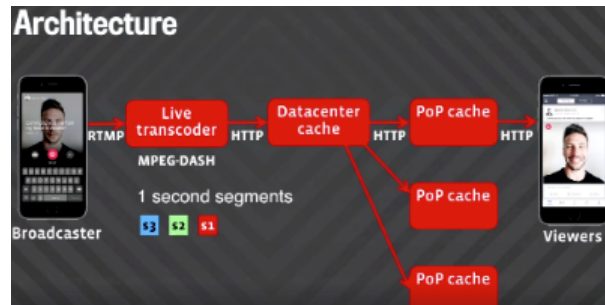 Architecture
Live transcoder
Datacenter cache
PoP cache
RTMP
HTTP
HTTP
HTTP
MPEG-DASH
1 second segments
s3 s2 s1
PoP cache
Broadcaster
Viewers
PoP cache